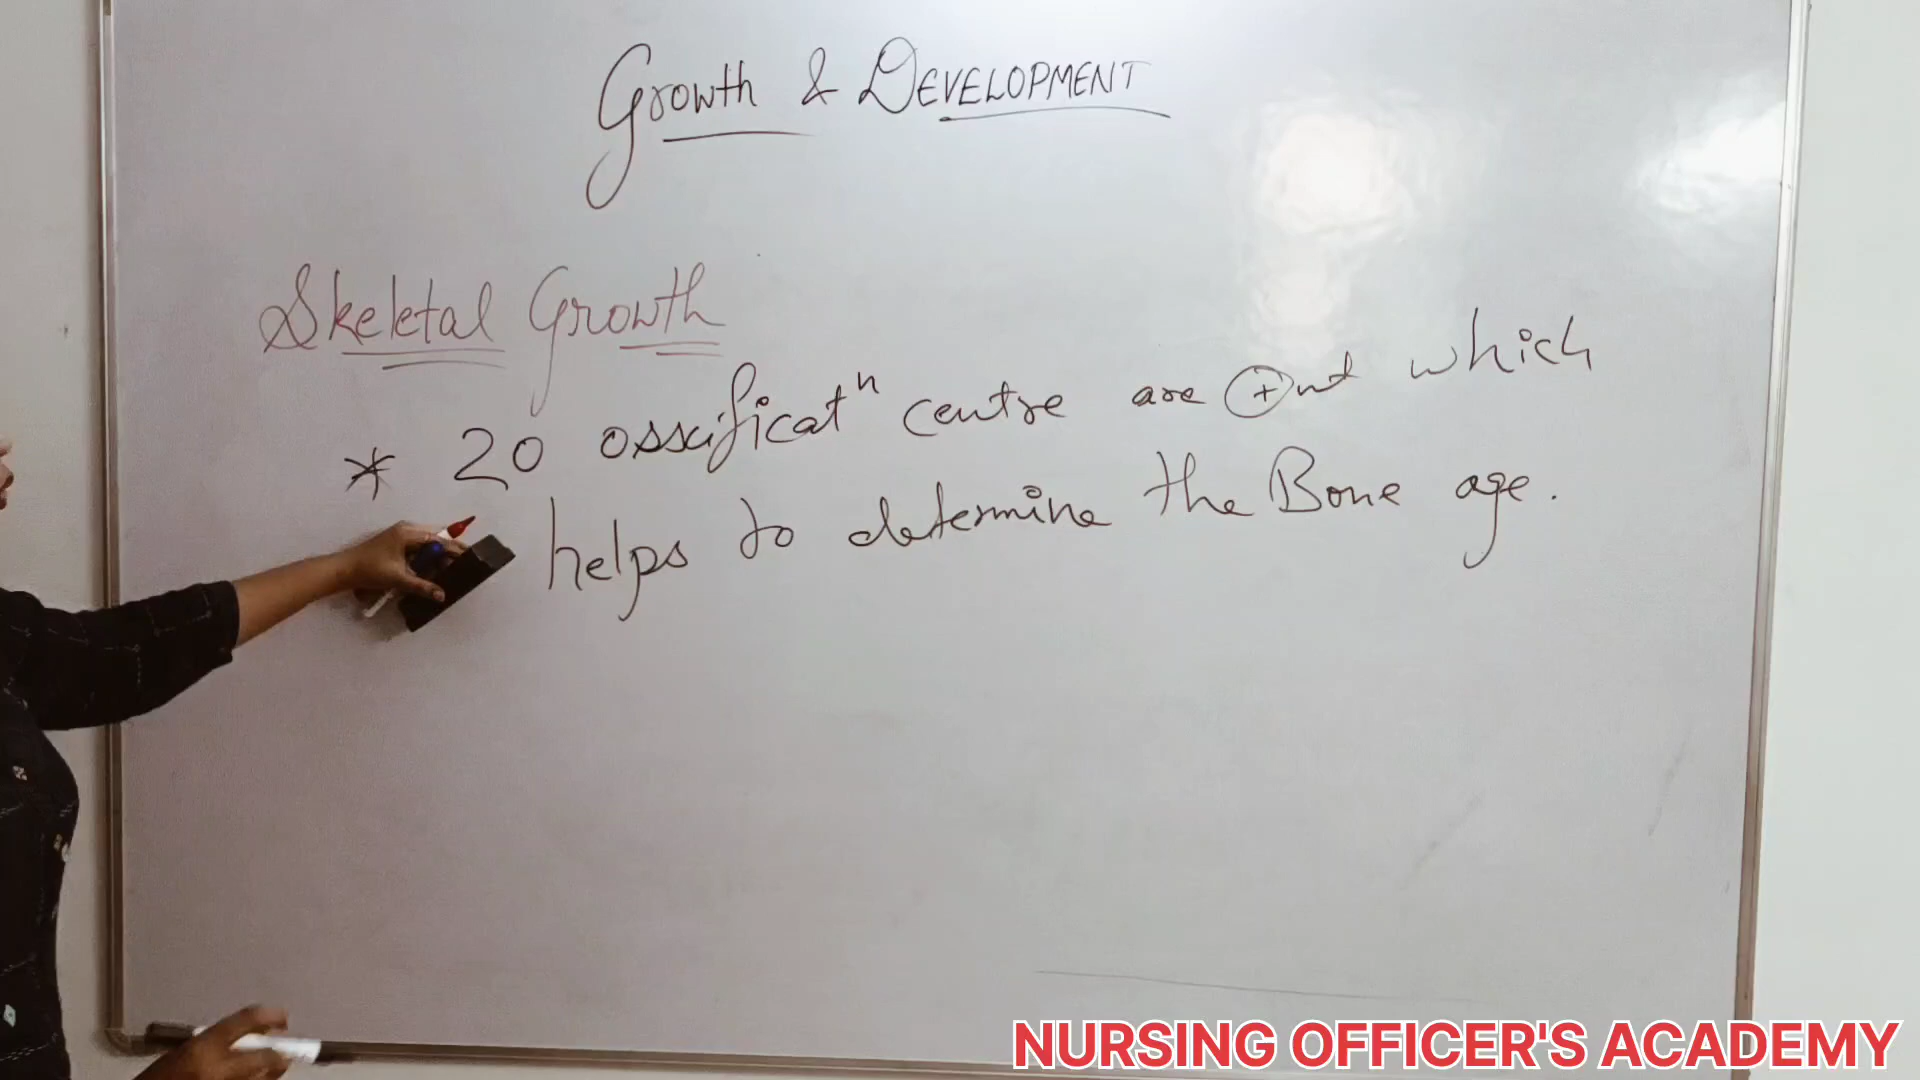 Growth & DEVELOPMENT
Skeletal Growth
* 20 ossificatⁿ centre are ⊕nt which
helps to determine the Bone age.
NURSING OFFICER'S ACADEMY